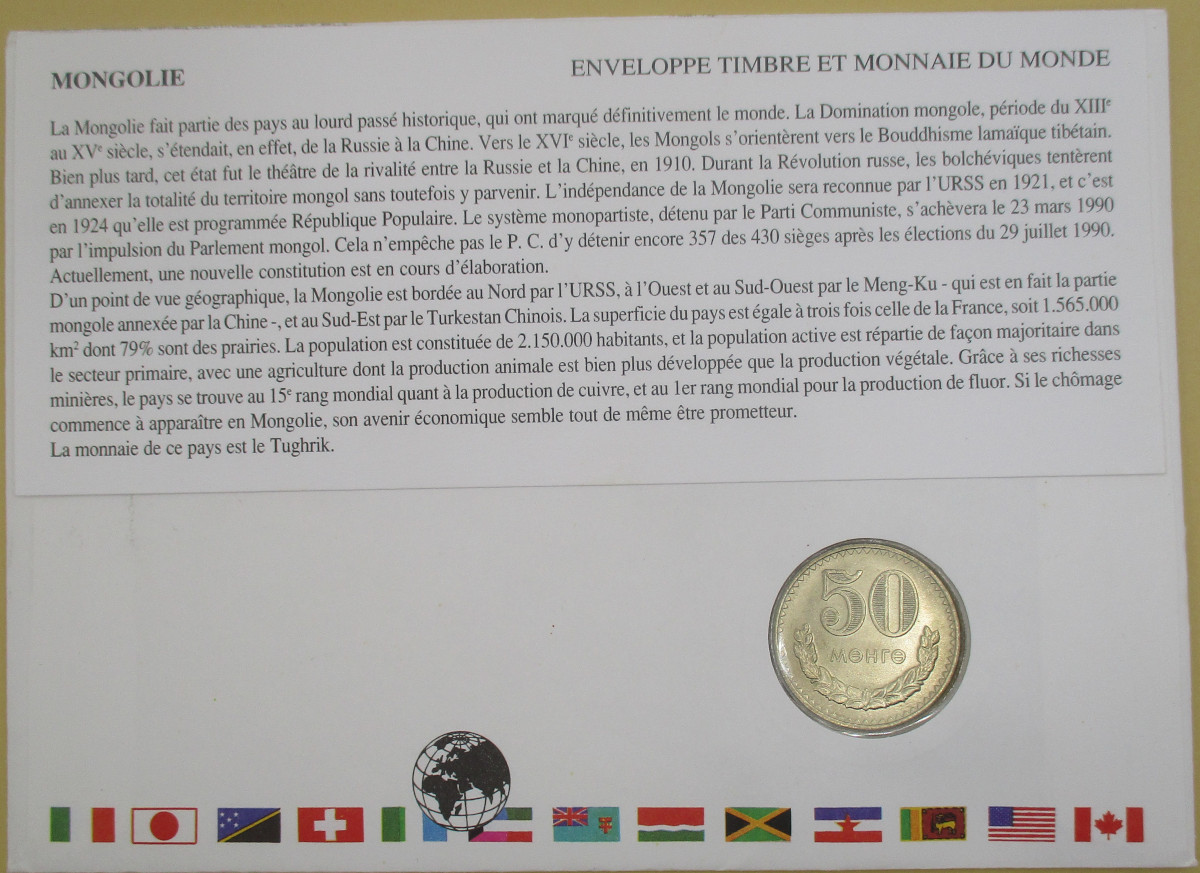 MONGOLIE
ENVELOPPE TIMBRE ET MONNAIE DU MONDE
La Mongolie fait partie des pays au lourd passé historique, qui ont marqué définitivement le monde. La Domination mongole, période du XIIIe
au XVe siècle, s'étendait, en effet, de la Russie à la Chine. Vers le XVIe siècle, les Mongols s'orientèrent vers le Bouddhisme lamaïque tibétain.
Bien plus tard, cet état fut le théâtre de la rivalité entre la Russie et la Chine, en 1910. Durant la Révolution russe, les bolchéviques tentèrent
d'annexer la totalité du territoire mongol sans toutefois y parvenir. L'indépendance de la Mongolie sera reconnue par l'URSS en 1921, et c'est
en 1924 qu'elle est programmée République Populaire. Le système monopartiste, détenu par le Parti Communiste, s'achèvera le 23 mars 1990
par l'impulsion du Parlement mongol. Cela n'empêche pas le P. C. d'y détenir encore 357 des 430 sièges après les élections du 29 juillet 1990.
Actuellement, une nouvelle constitution est en cours d'élaboration.
D'un point de vue géographique, la Mongolie est bordée au Nord par l'URSS, à l'Ouest et au Sud-Ouest par le Meng-Ku - qui est en fait la partie
mongole annexée par la Chine -, et au Sud-Est par le Turkestan Chinois. La superficie du pays est égale à trois fois celle de la France, soit 1.565.000
km² dont 79% sont des prairies. La population est constituée de 2.150.000 habitants, et la population active est répartie de façon majoritaire dans
le secteur primaire, avec une agriculture dont la production animale est bien plus développée que la production végétale. Grâce à ses richesses
minières, le pays se trouve au 15e rang mondial quant à la production de cuivre, et au 1er rang mondial pour la production de fluor. Si le chômage
commence à apparaître en Mongolie, son avenir économique semble tout de même être prometteur.
La monnaie de ce pays est le Tughrik.
50
МӨНГӨ